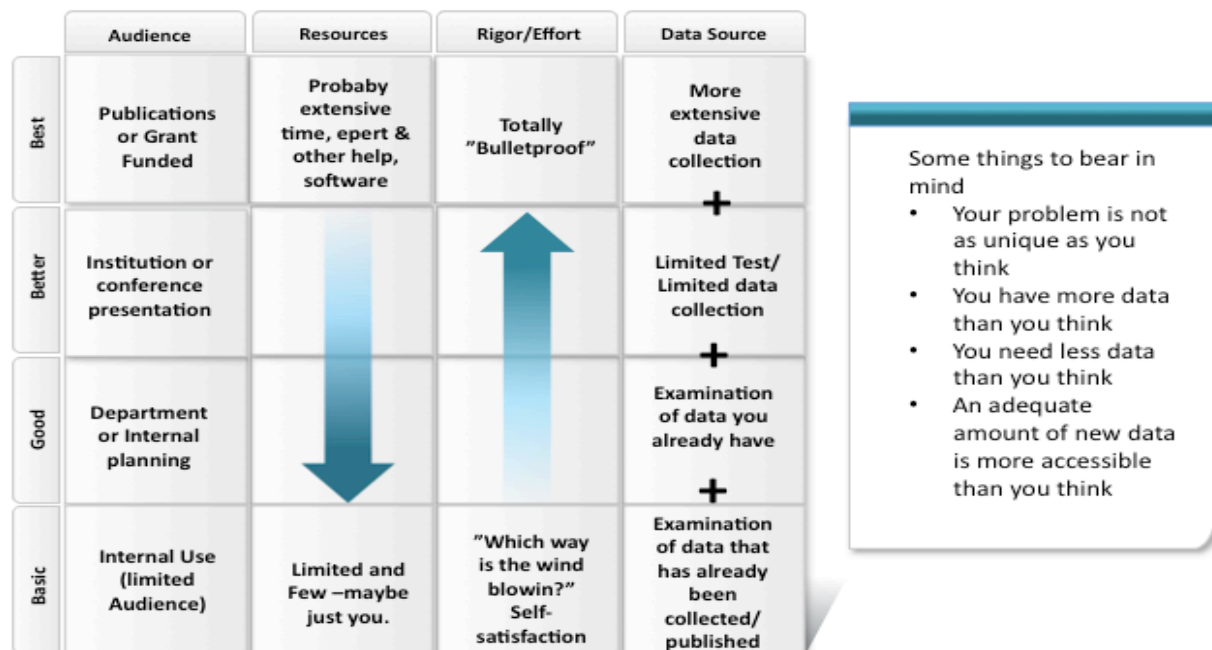 Audience
Resources
Rigor/Effort
Data Source
Best
Publications
or Grant
Funded
Probaby
extensive
time, epert &
other help,
software
Totally
”Bulletproof”
More
extensive
data
collection
+
Better
Institution or
conference
presentation
Limited Test/
Limited data
collection
+
Good
Department
or Internal
planning
Examination
of data you
already have
+
Basic
Internal Use
(limited
Audience)
Limited and
Few –maybe
just you.
”Which way
is the wind
blowin?”
Self-
satisfaction
Examination
of data that
has already
been
collected/
published
Some things to bear in
mind
• Your problem is not
as unique as you
think
• You have more data
than you think
• You need less data
than you think
• An adequate
amount of new data
is more accessible
than you think